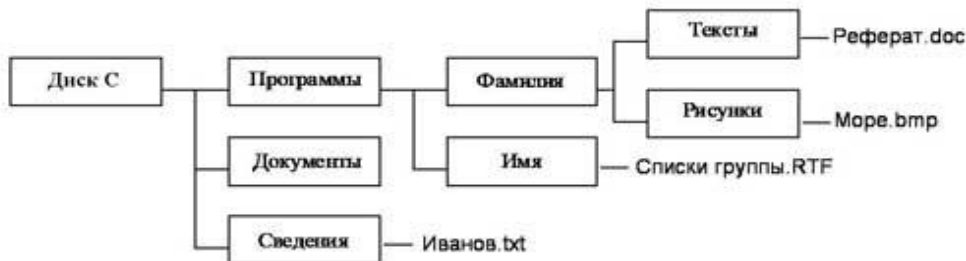 Тексты
Реферат.doc
Диск С
Программы
Фамилия
Рисунки
Море.bmp
Документы
Имя
Списки группы.RTF
Сведения
Иванов.txt